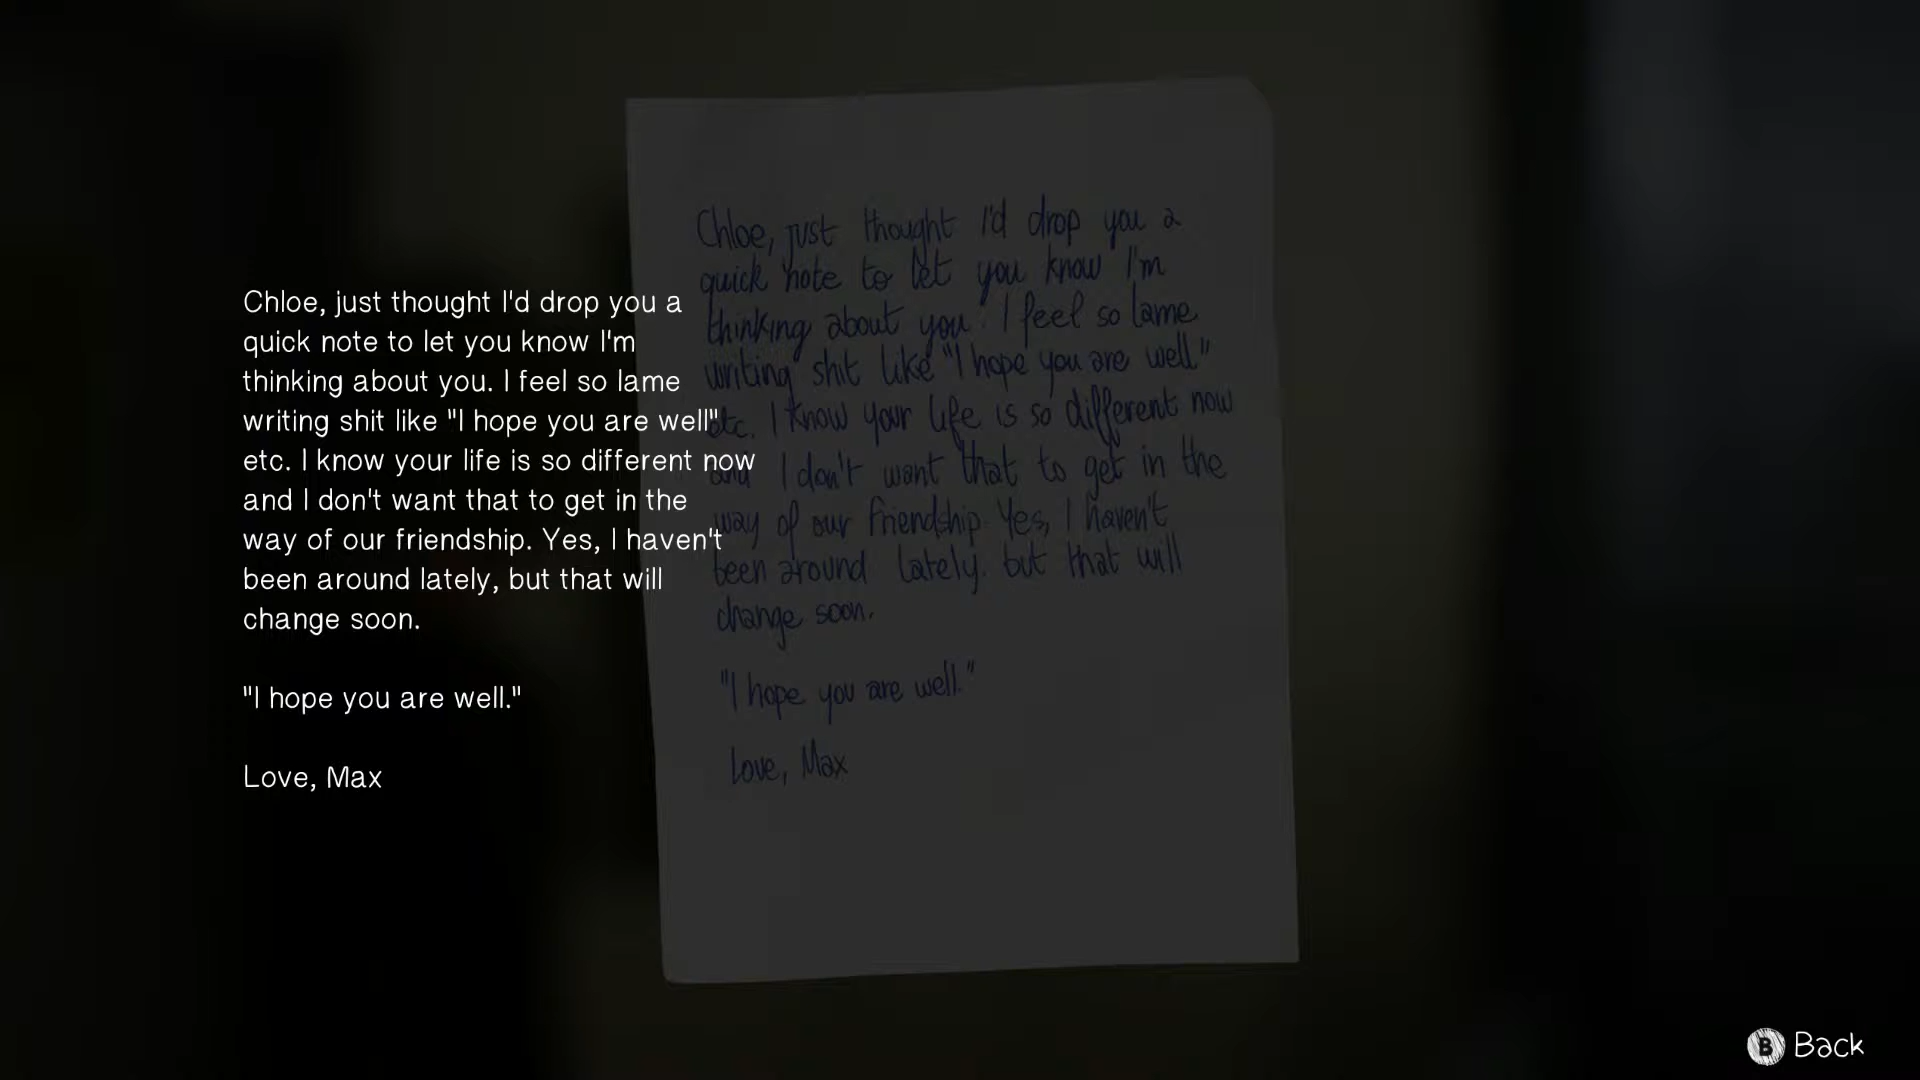 Chloe, just thought I'd drop you a
quick note to let you know I'm
thinking about you. I feel so lame
writing shit like "I hope you are well"
etc. I know your life is so different now
and I don't want that to get in the
way of our friendship. Yes, I haven't
been around lately, but that will
change soon.
"I hope you are well."
Love, Max
Chloe, just thought I'd drop you a
quick note to let you know I'm
thinking about you. I feel so lame
writing shit like "I hope you are well"
etc. I know your life is so different now
and I don't want that to get in the
way of our friendship. Yes, I haven't
been around lately, but that will
change soon.
"I hope you are well."
Love, Max
B Back